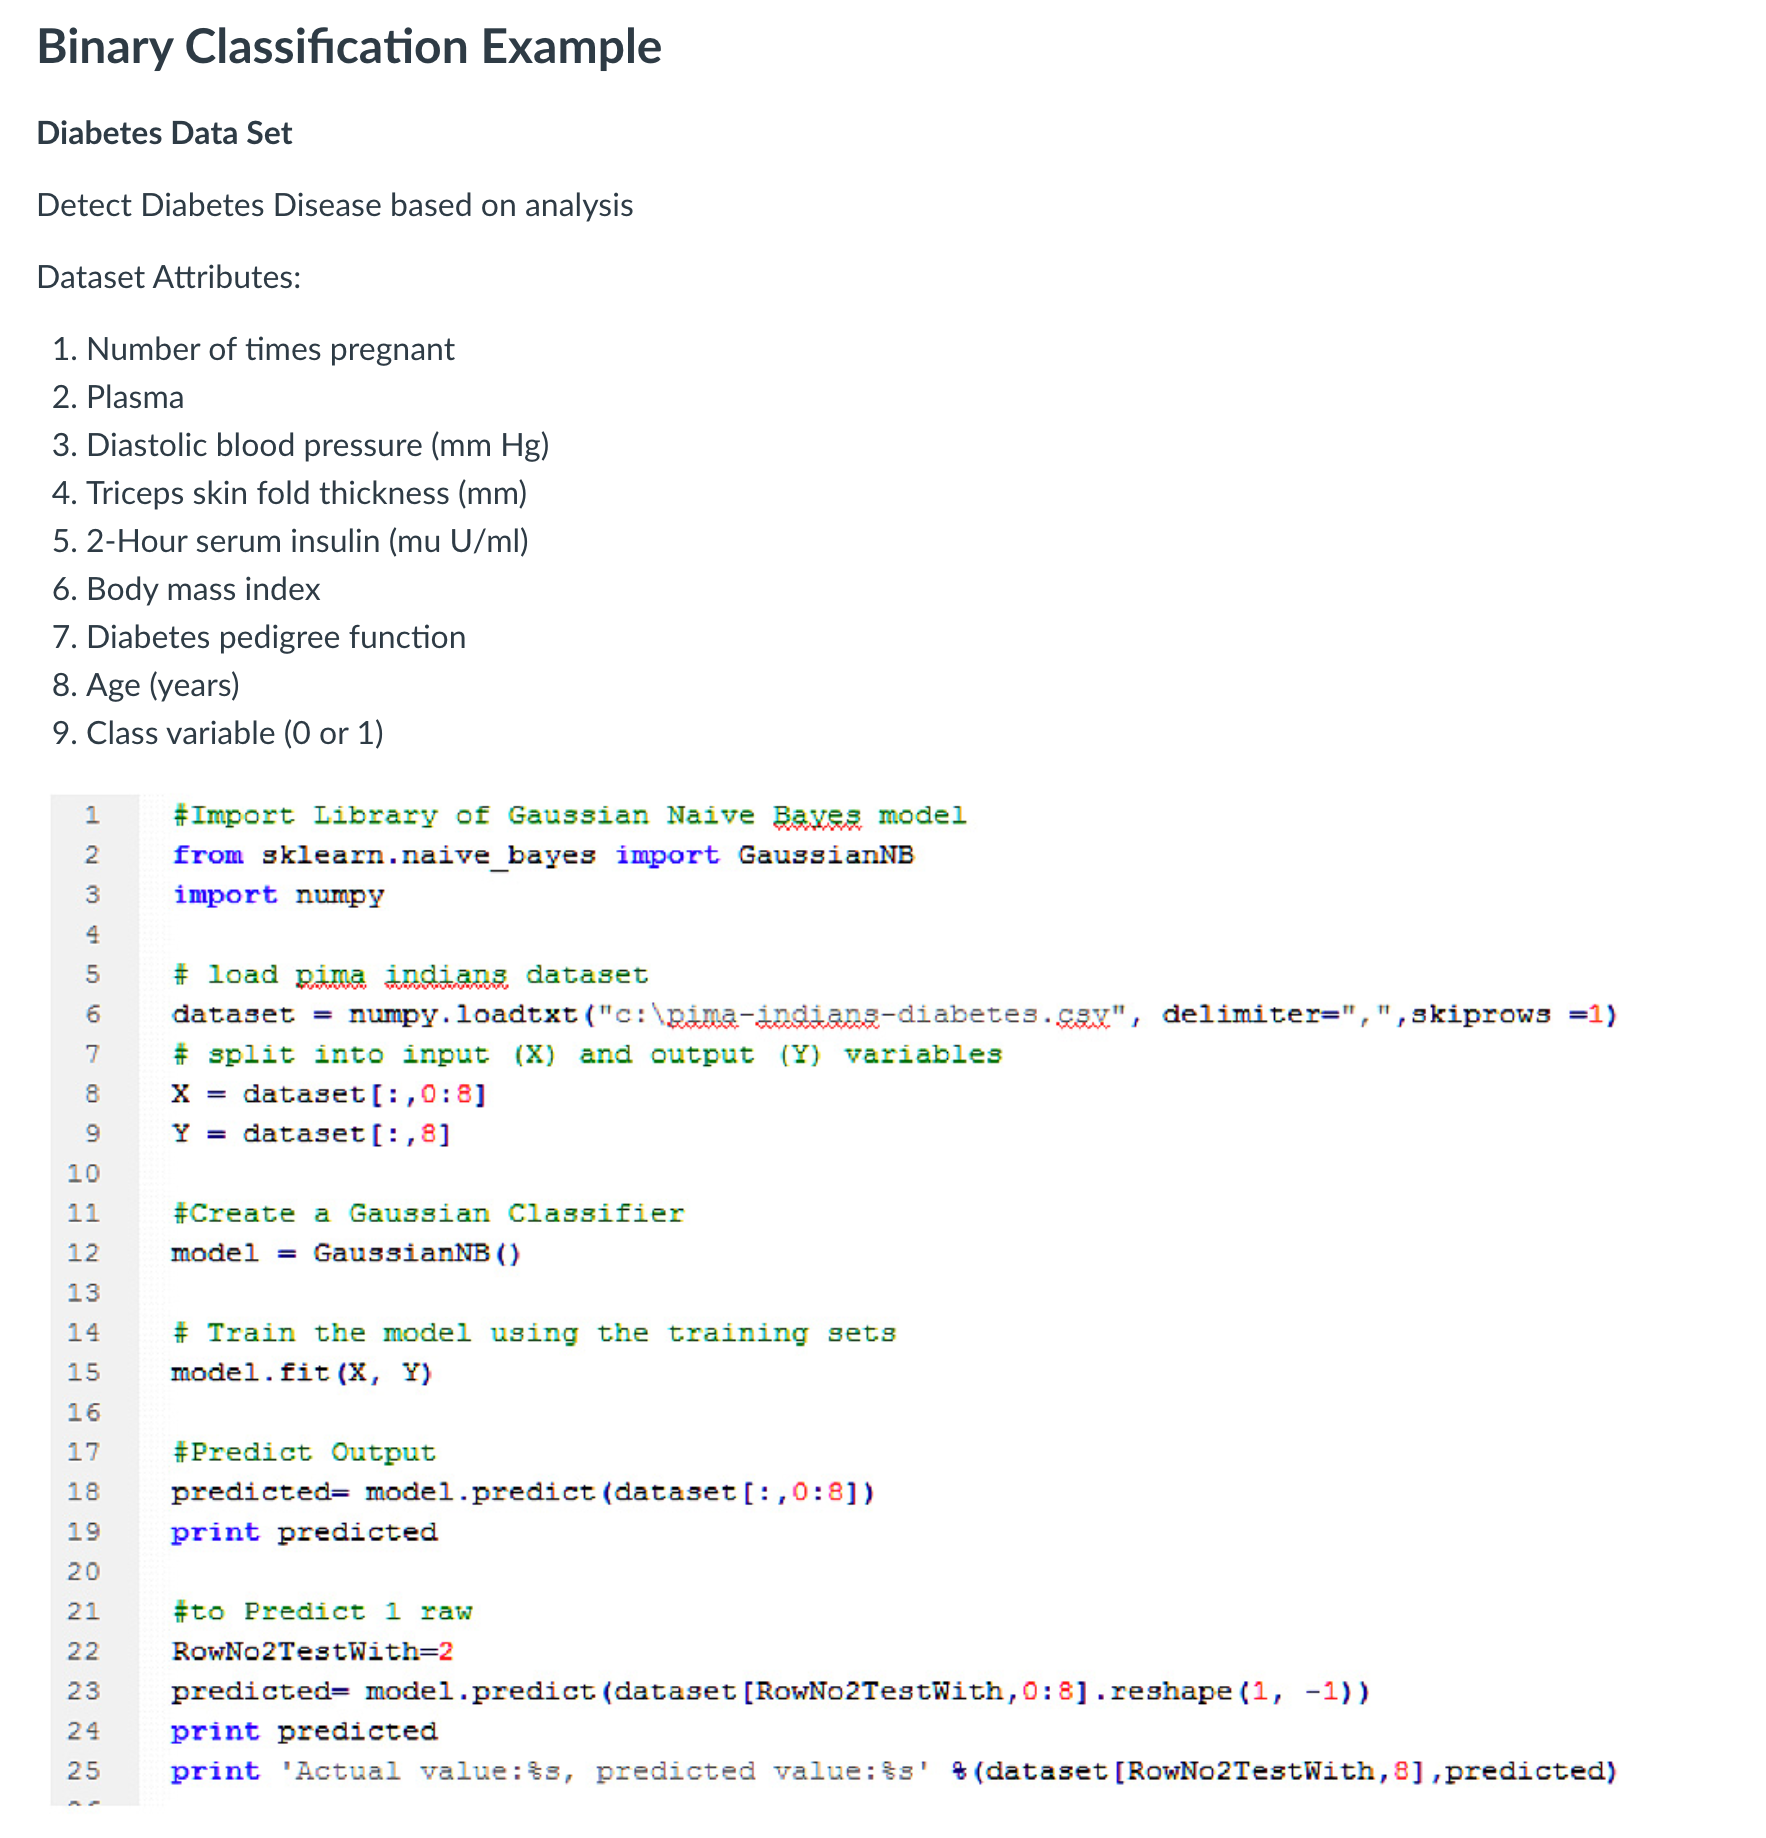 Binary Classification Example
Diabetes Data Set
Detect Diabetes Disease based on analysis
Dataset Attributes:
1. Number of times pregnant
2. Plasma
3. Diastolic blood pressure (mm Hg)
4. Triceps skin fold thickness (mm)
5. 2-Hour serum insulin (mu U/ml)
6. Body mass index
7. Diabetes pedigree function
8. Age (years)
9. Class variable (0 or 1)
1 #Import Library of Gaussian Naive Bayes model
2 from sklearn.naive_bayes import GaussianNB
3 import numpy
4
5 # load pima indians dataset
6 dataset = numpy.loadtxt("c:\pima-indians-diabetes.csv", delimiter=",",skiprows =1)
7 # split into input (X) and output (Y) variables
8 X = dataset[:,0:8]
9 Y = dataset[:,8]
10
11 #Create a Gaussian Classifier
12 model = GaussianNB()
13
14 # Train the model using the training sets
15 model.fit(X, Y)
16
17 #Predict Output
18 predicted= model.predict(dataset[:,0:8])
19 print predicted
20
21 #to Predict 1 raw
22 RowNo2TestWith=2
23 predicted= model.predict(dataset[RowNo2TestWith,0:8].reshape(1, -1))
24 print predicted
25 print 'Actual value:%s, predicted value:%s' %(dataset[RowNo2TestWith,8],predicted)